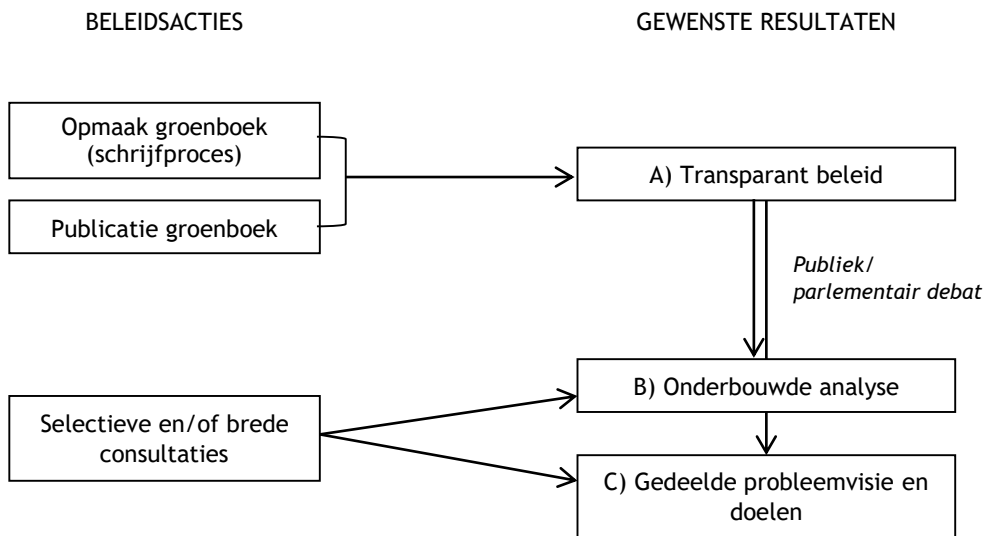 BELEIDSACTIES
GEWENSTE RESULTATEN
Opmaak groenboek
(schrijfproces)
A) Transparant beleid
Publicatie groenboek
Publiek/
parlementair debat
B) Onderbouwde analyse
Selectieve en/of brede
consultaties
C) Gedeelde probleemvisie en
doelen